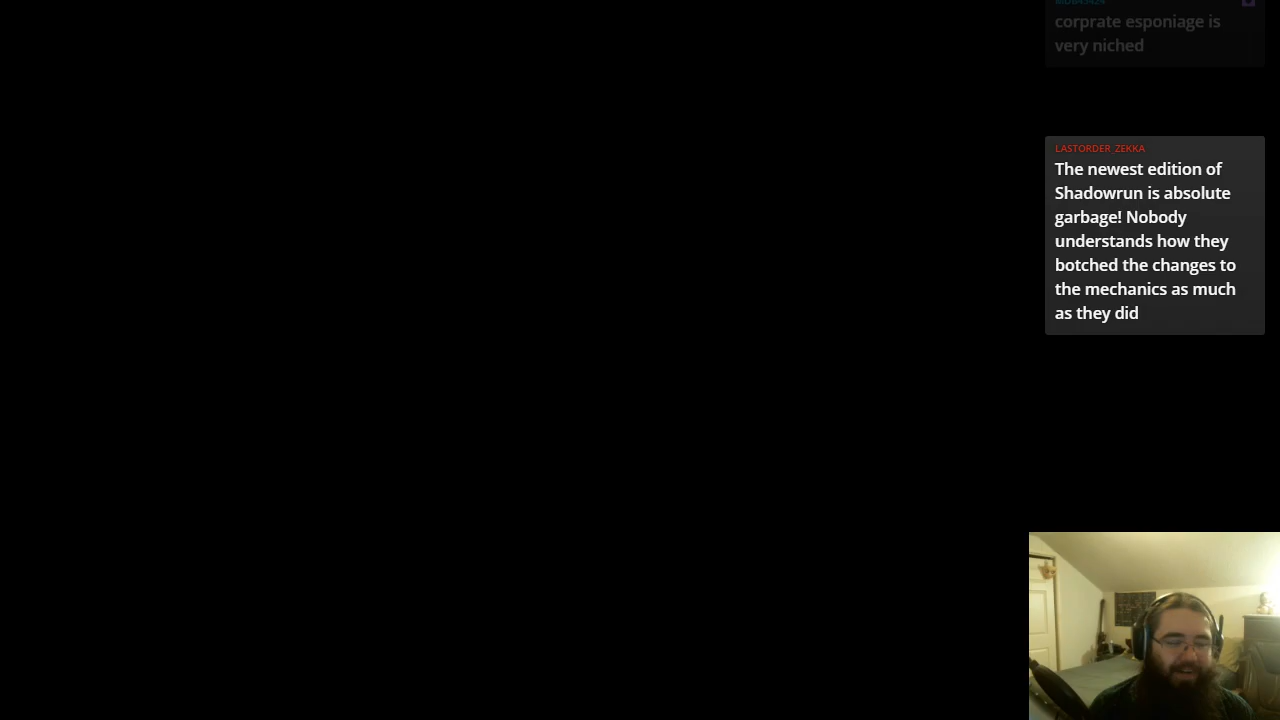 corprate esponiage is
very niched
LASTORDER_ZEKKA
The newest edition of
Shadowrun is absolute
garbage! Nobody
understands how they
botched the changes to
the mechanics as much
as they did